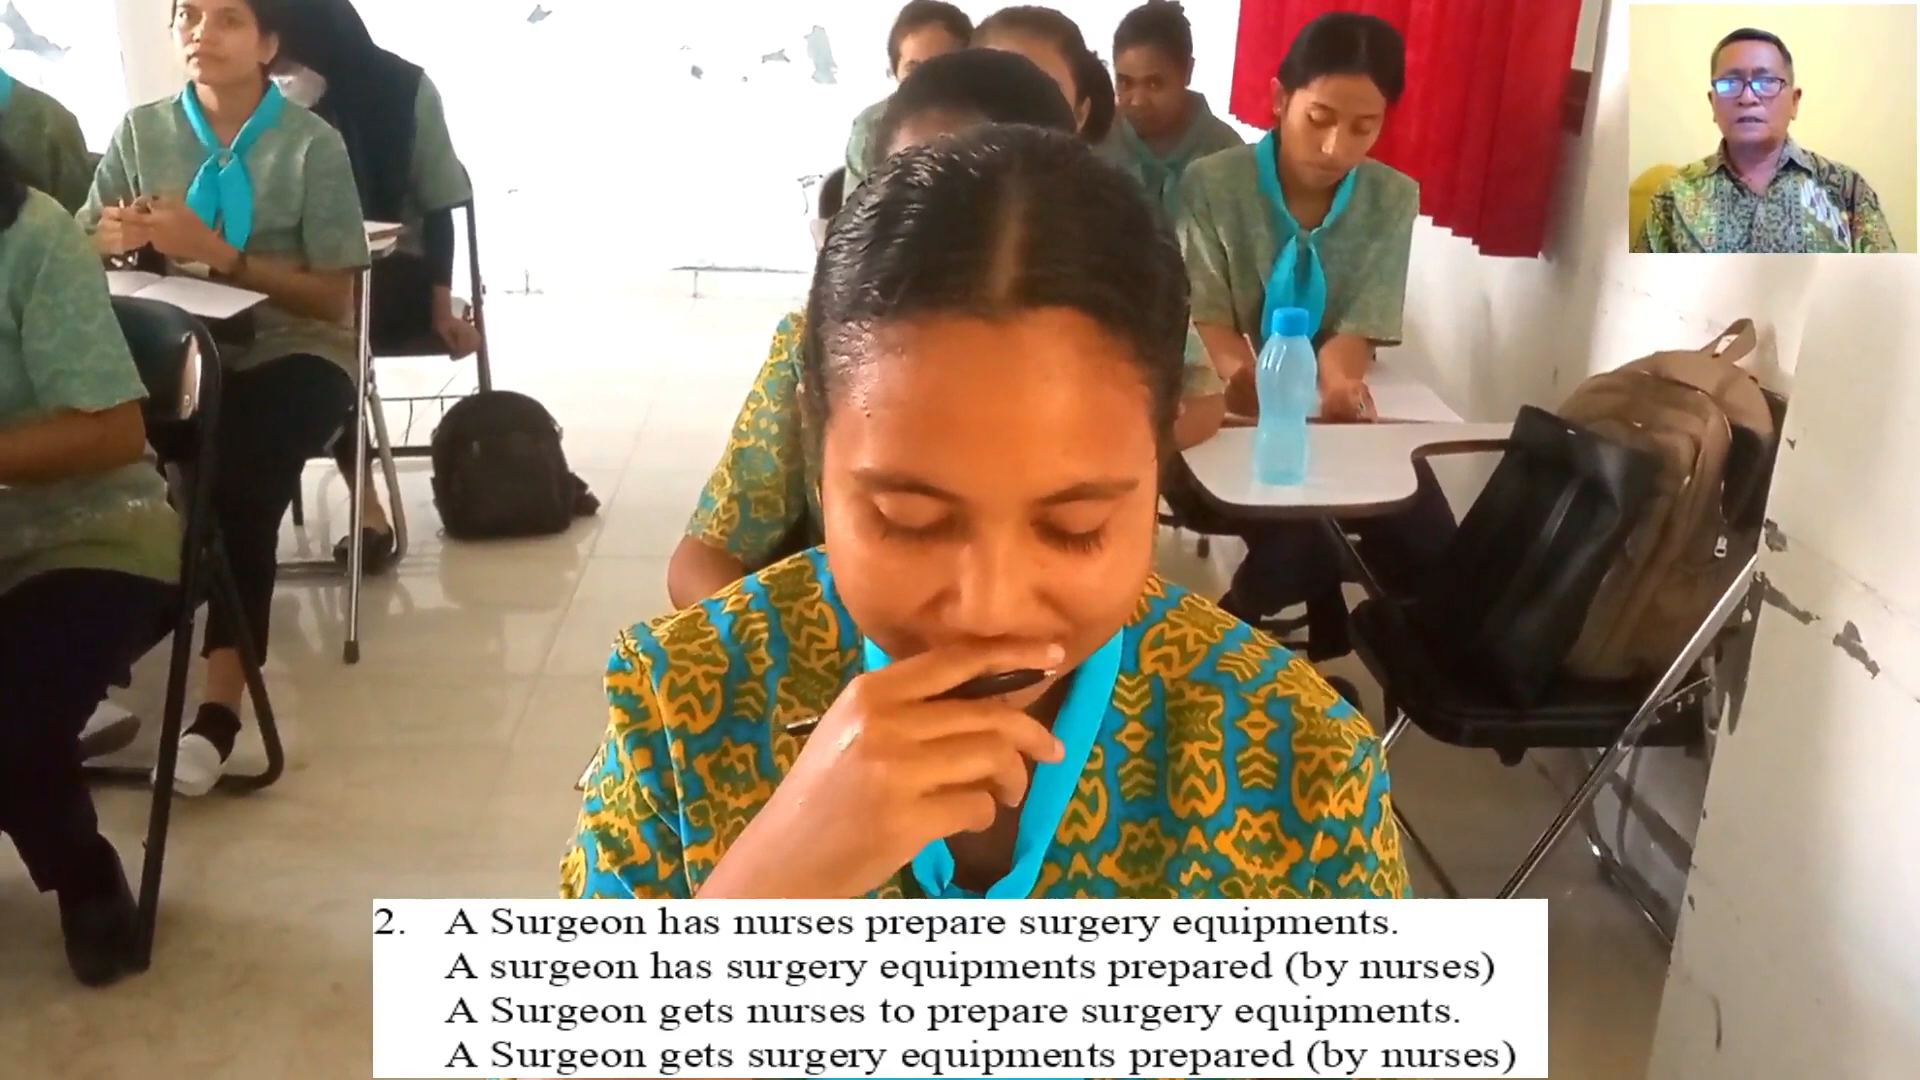 2. A Surgeon has nurses prepare surgery equipments.
A surgeon has surgery equipments prepared (by nurses)
A Surgeon gets nurses to prepare surgery equipments.
A Surgeon gets surgery equipments prepared (by nurses)